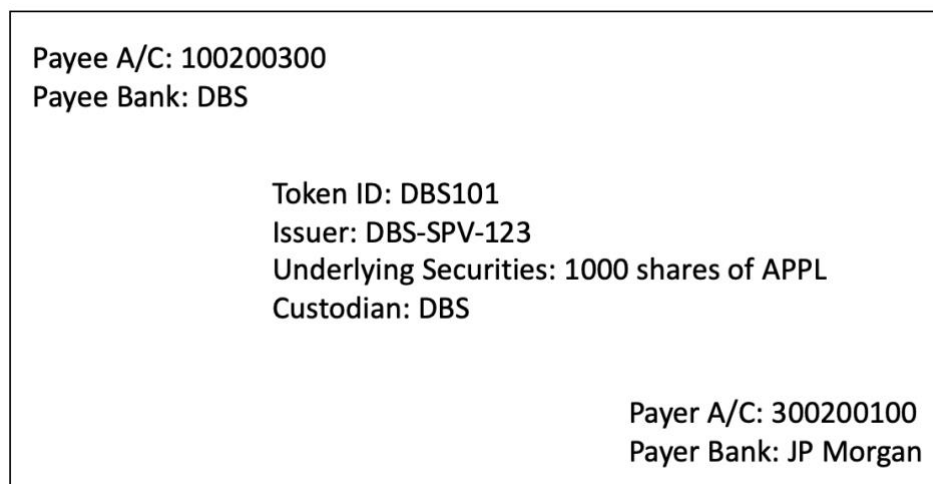 Payee A/C: 100200300
Payee Bank: DBS
Token ID: DBS101
Issuer: DBS-SPV-123
Underlying Securities: 1000 shares of APPL
Custodian: DBS
Payer A/C: 300200100
Payer Bank: JP Morgan